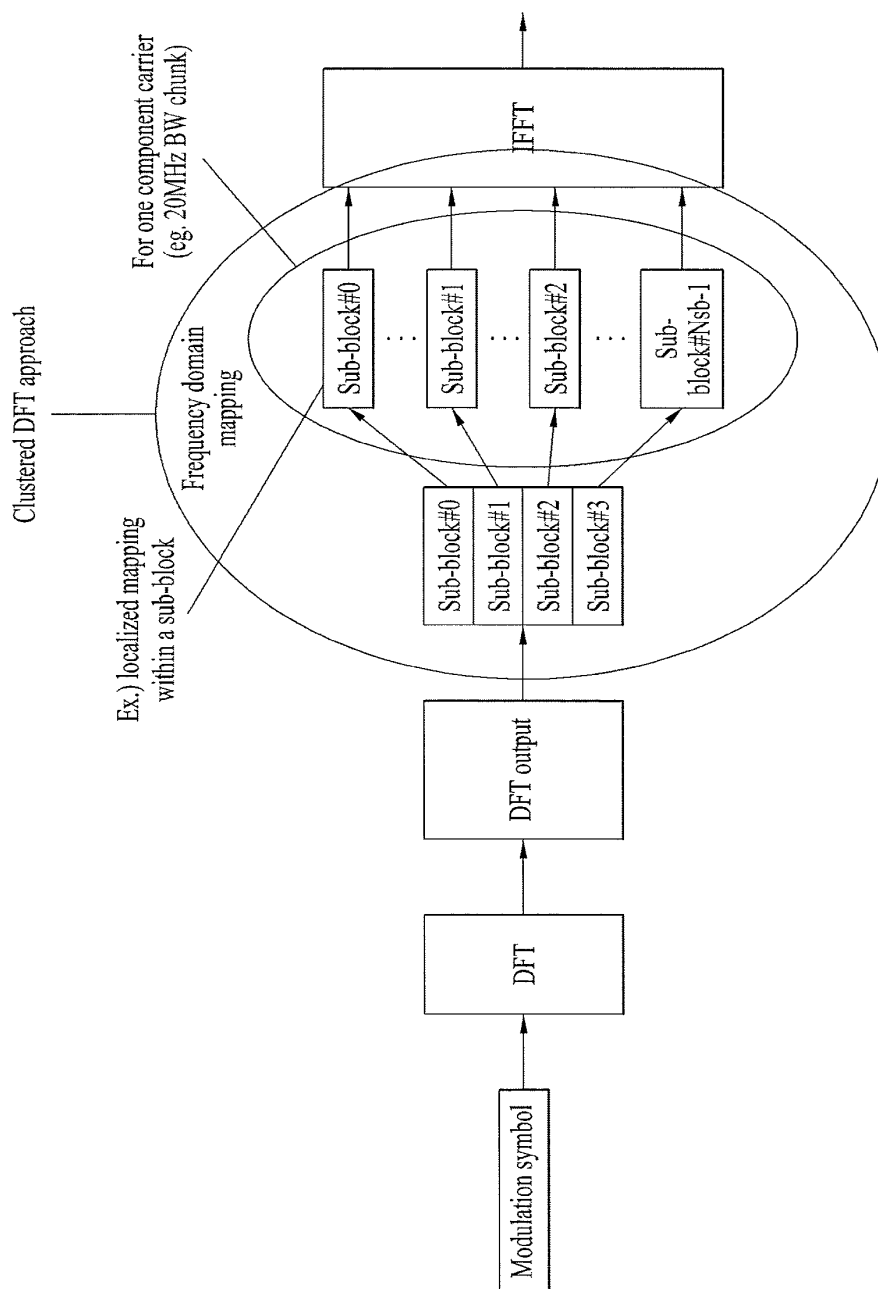 Clustered DFT approach
For one component carrier
(eg. 20MHz BW chunk)
Frequency domain
mapping
Ex.) localized mapping
within a sub-block
Modulation symbol
DFT
DFT output
Sub-block#0
Sub-block#1
Sub-block#2
Sub-block#3
Sub-block#0
...
Sub-block#1
...
Sub-block#2
...
Sub-
block#Nsb-1
IFFT